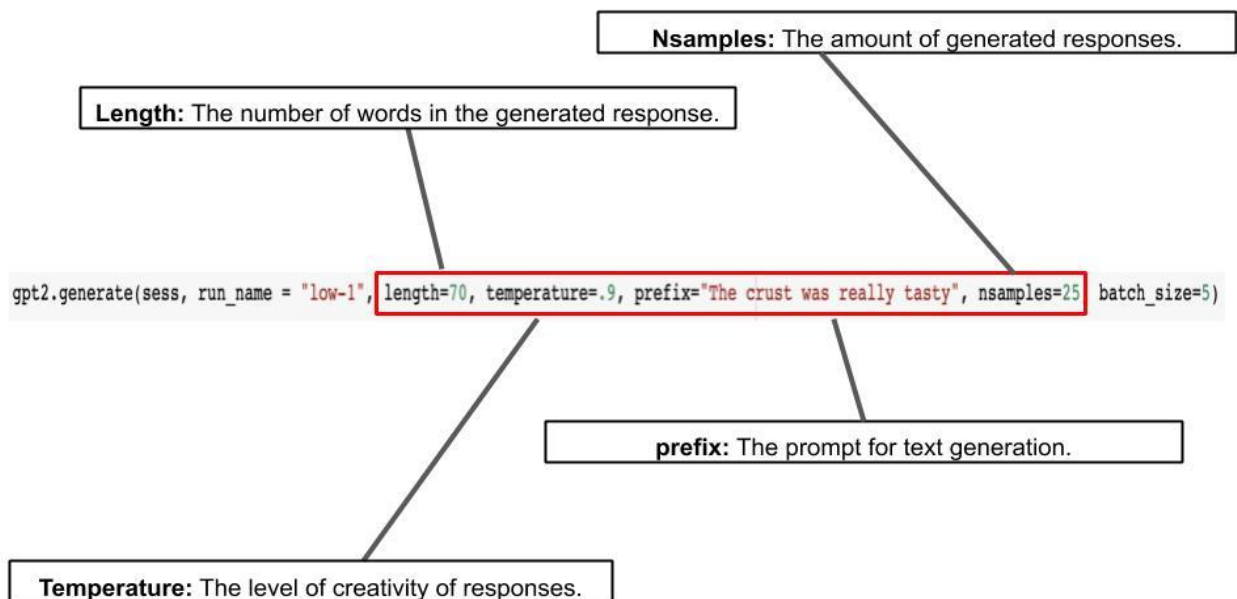 Nsamples: The amount of generated responses.
Length: The number of words in the generated response.
gpt2.generate(sess, run_name = "low-1", length=70, temperature=.9, prefix="The crust was really tasty", nsamples=25 batch_size=5)
prefix: The prompt for text generation.
Temperature: The level of creativity of responses.